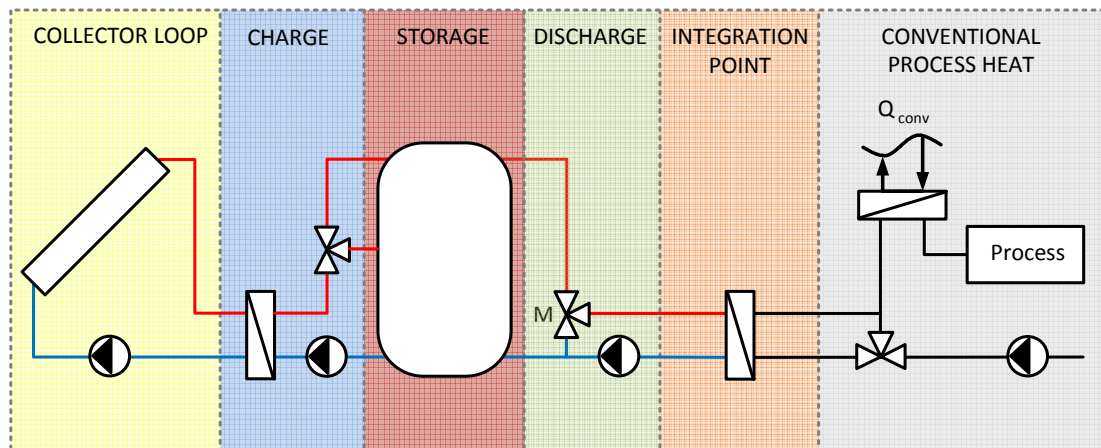 COLLECTOR LOOP
CHARGE
STORAGE
DISCHARGE
INTEGRATION
POINT
CONVENTIONAL
PROCESS HEAT
Q conv
Process
M